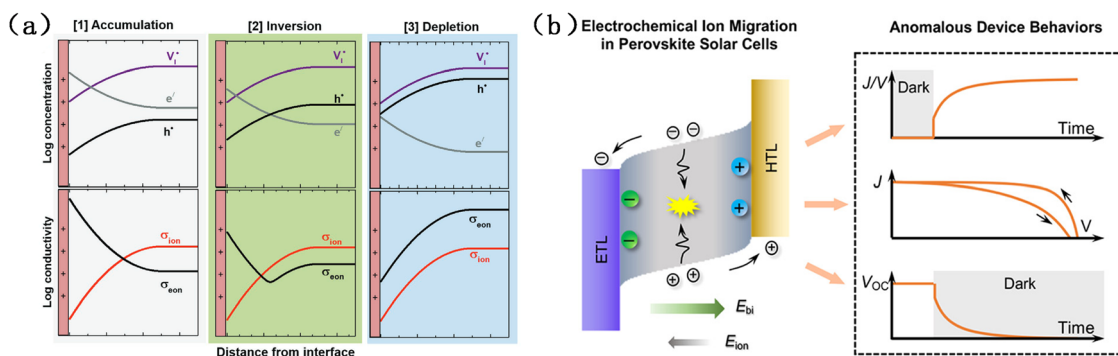 (a)
[1] Accumulation
[2] Inversion
[3] Depletion
Log concentration
V_I^•
e^/
h^•
+
+
+
+
+
V_I^•
h^•
e^/
+
+
+
+
+
V_I^•
h^•
e^/
+
+
+
+
+
Log conductivity
σ_ion
σ_eon
+
+
+
+
+
σ_ion
σ_eon
+
+
+
+
+
σ_eon
σ_ion
+
+
+
+
+
Distance from interface
(b)
Electrochemical Ion Migration
in Perovskite Solar Cells
ETL
HTL
− − −
− −
+ +
+ + +
E_bi
E_ion
Anomalous Device Behaviors
J/V
Dark
Time
J
V
V_OC
Dark
Time